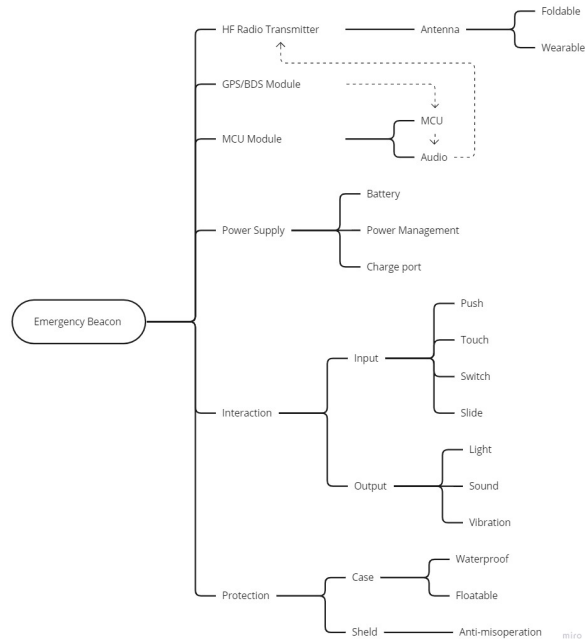 Foldable
HF Radio Transmitter
Antenna
Wearable
GPS/BDS Module
MCU
MCU Module
Audio
Battery
Power Supply
Power Management
Charge port
Emergency Beacon
Push
Touch
Input
Switch
Interaction
Slide
Light
Output
Sound
Vibration
Waterproof
Case
Protection
Floatable
Sheld
Anti-misoperation
miro